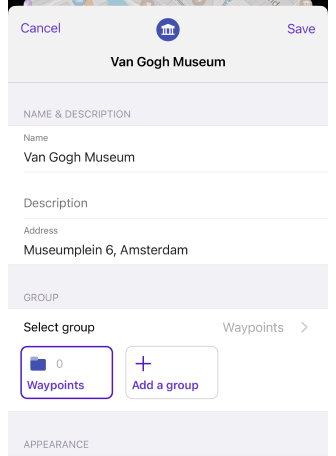 Cancel
Save
Van Gogh Museum
NAME & DESCRIPTION
Name
Van Gogh Museum
Description
Address
Museumplein 6, Amsterdam
GROUP
Select group Waypoints
0
Waypoints
Add a group
APPEARANCE